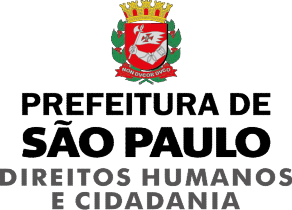 NON DVCOR DVCO
PREFEITURA DE
SÃO PAULO
DIREITOS HUMANOS
E CIDADANIA